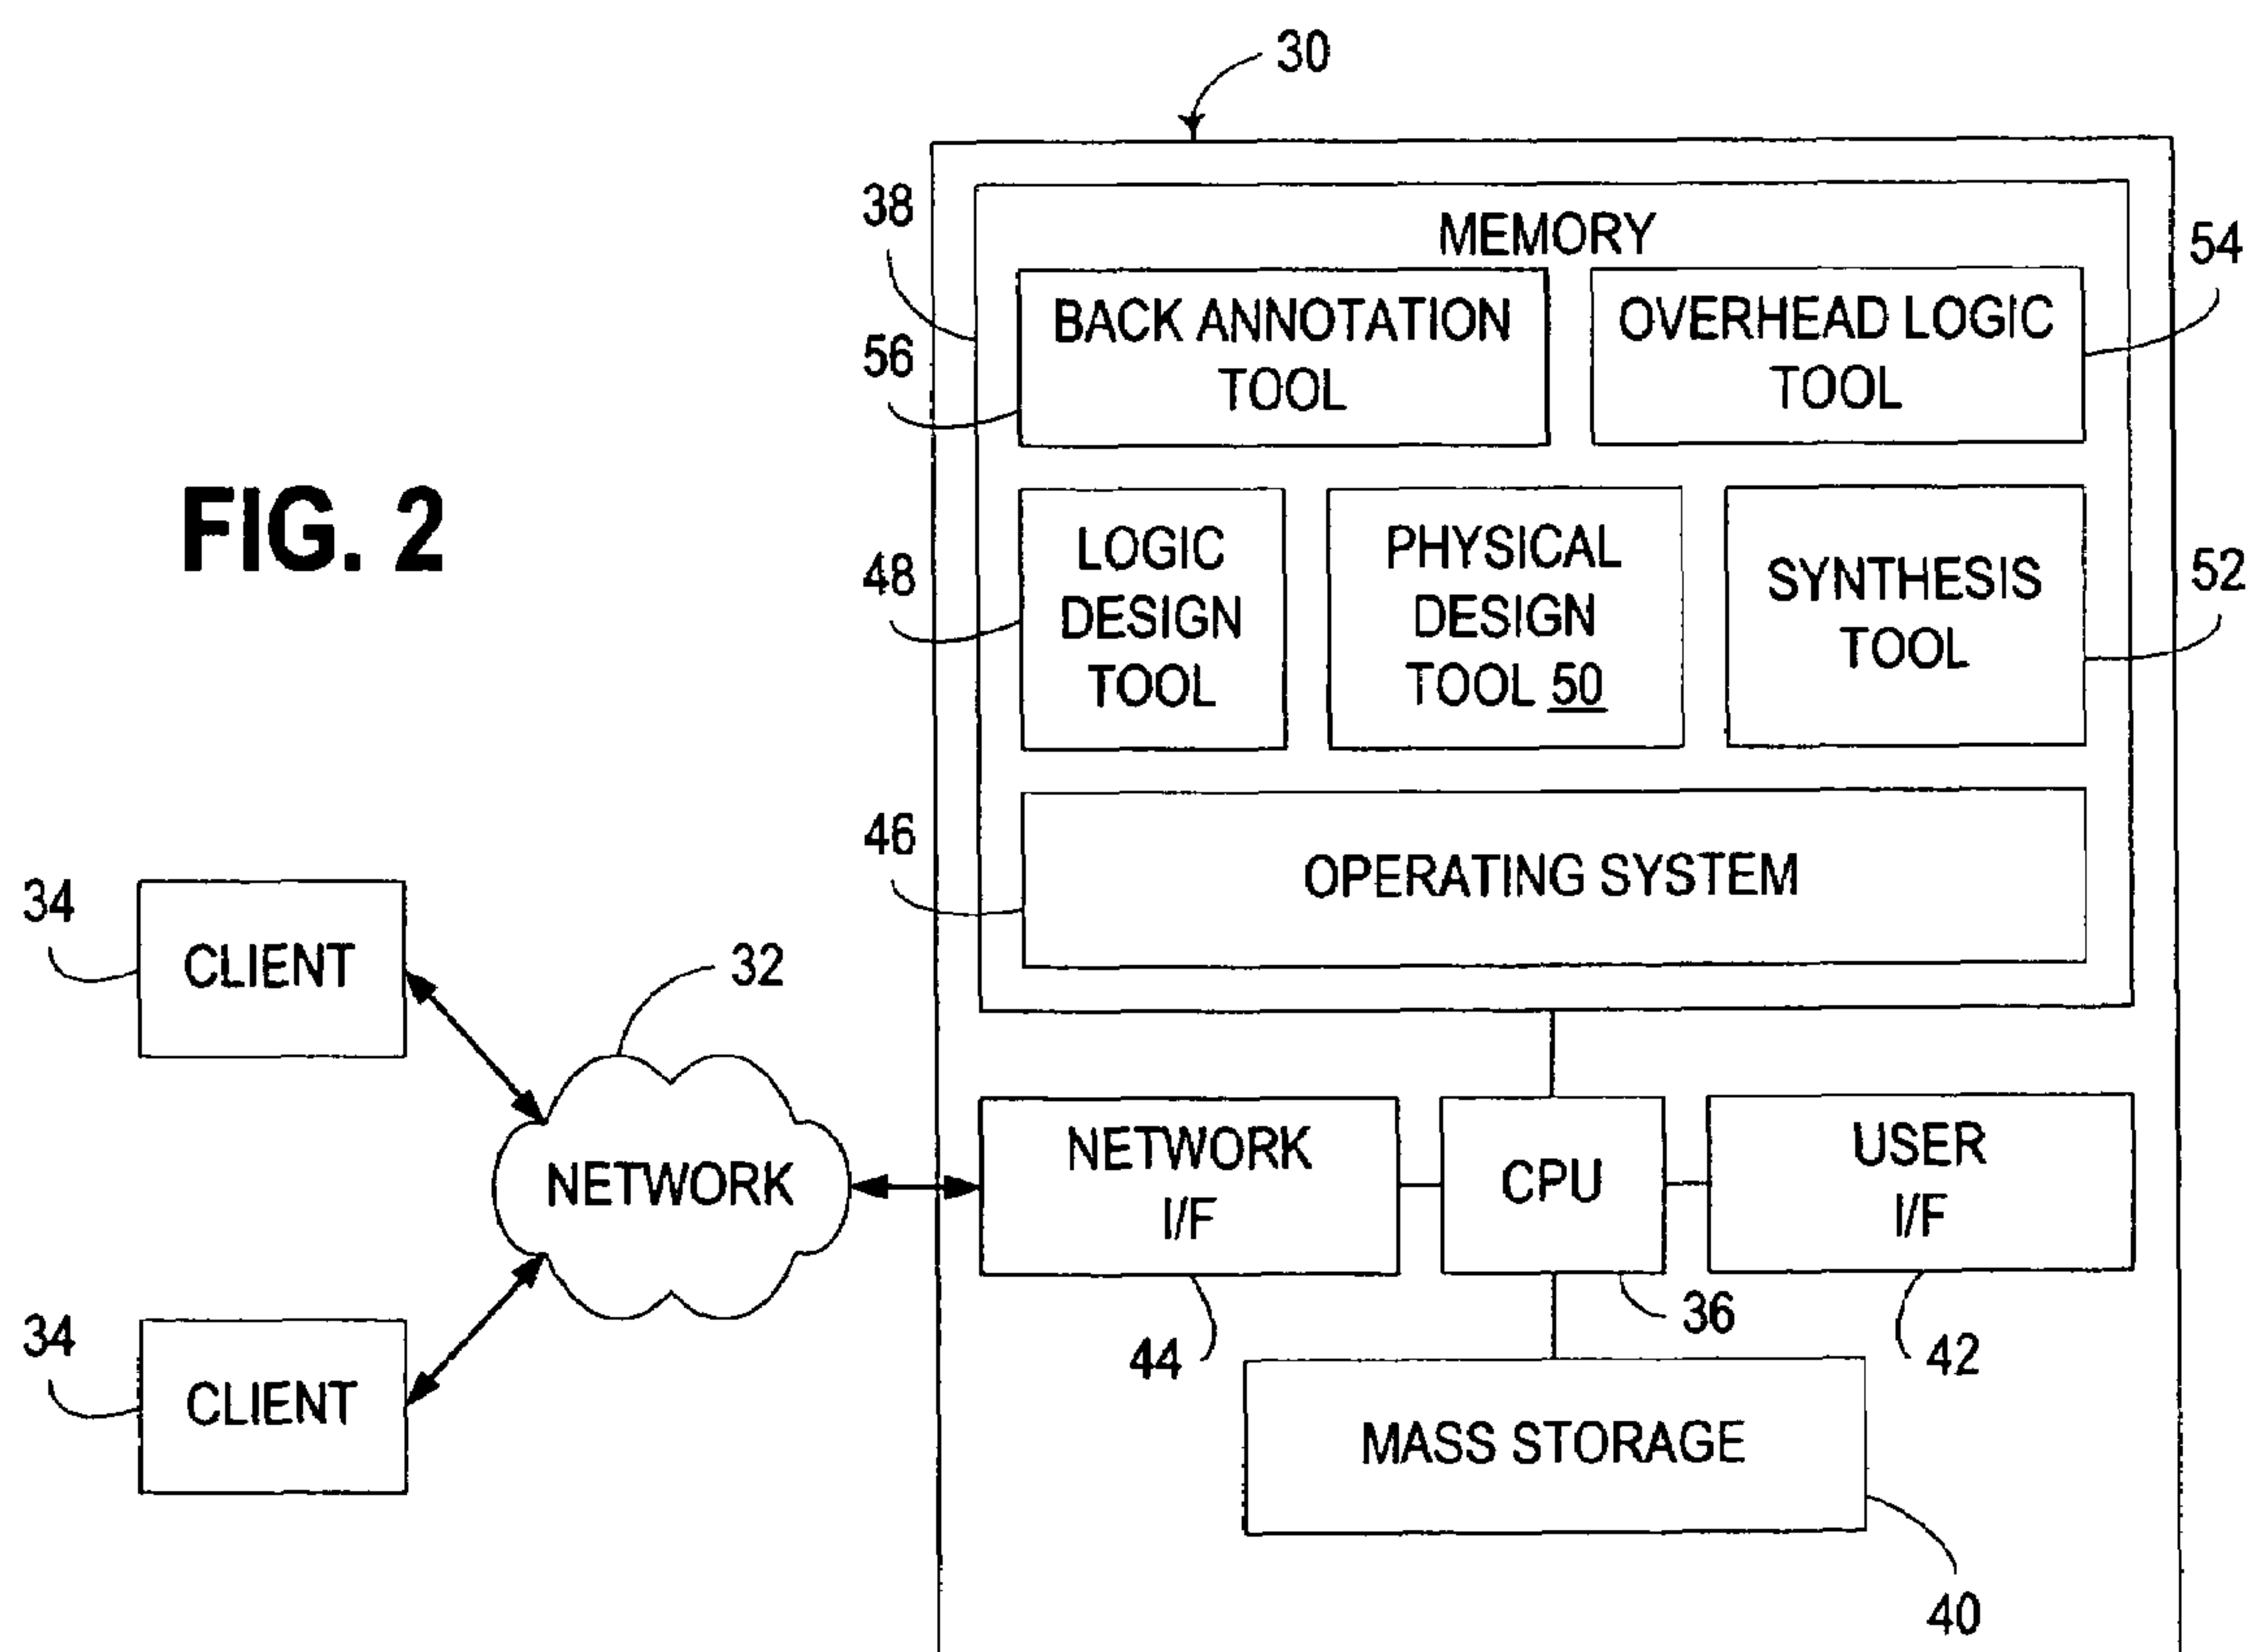 30
38
MEMORY
54
BACK ANNOTATION
TOOL
OVERHEAD LOGIC
TOOL
56
FIG. 2
48
LOGIC
DESIGN
TOOL
PHYSICAL
DESIGN
TOOL 50
SYNTHESIS
TOOL
52
46
OPERATING SYSTEM
34
CLIENT
32
NETWORK
NETWORK
I/F
CPU
USER
I/F
44
36
42
34
CLIENT
MASS STORAGE
40